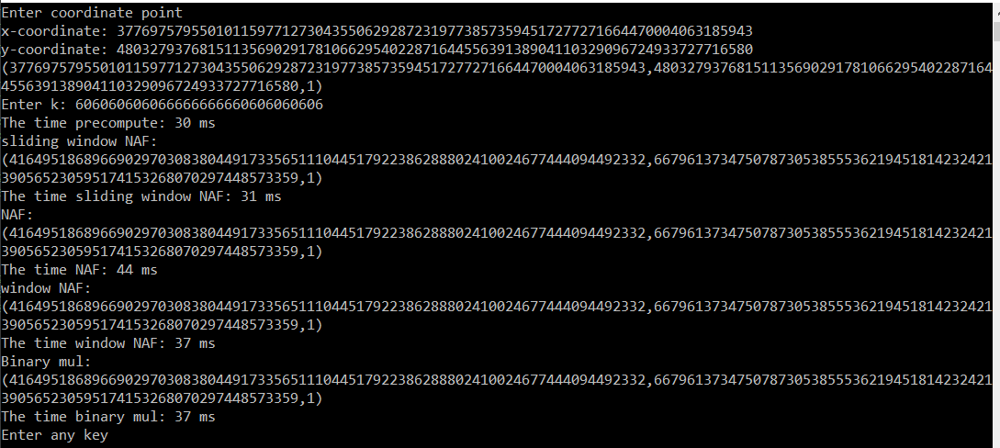 Enter coordinate point
x-coordinate: 37769757955010115977127304355062928723197738573594517277271664470004063185943
y-coordinate: 48032793768151135690291781066295402287164455639138904110329096724933727716580
(37769757955010115977127304355062928723197738573594517277271664470004063185943,48032793768151135690291781066295402287164
455639138904110329096724933727716580,1)
Enter k: 606060606066666666660606060606
The time precompute: 30 ms
sliding window NAF:
(41649518689669029703083804491733565111044517922386288802410024677444094492332,66796137347507873053855536219451814232421
390565230595174153268070297448573359,1)
The time sliding window NAF: 31 ms
NAF:
(41649518689669029703083804491733565111044517922386288802410024677444094492332,66796137347507873053855536219451814232421
390565230595174153268070297448573359,1)
The time NAF: 44 ms
window NAF:
(41649518689669029703083804491733565111044517922386288802410024677444094492332,66796137347507873053855536219451814232421
390565230595174153268070297448573359,1)
The time window NAF: 37 ms
Binary mul:
(41649518689669029703083804491733565111044517922386288802410024677444094492332,66796137347507873053855536219451814232421
390565230595174153268070297448573359,1)
The time binary mul: 37 ms
Enter any key